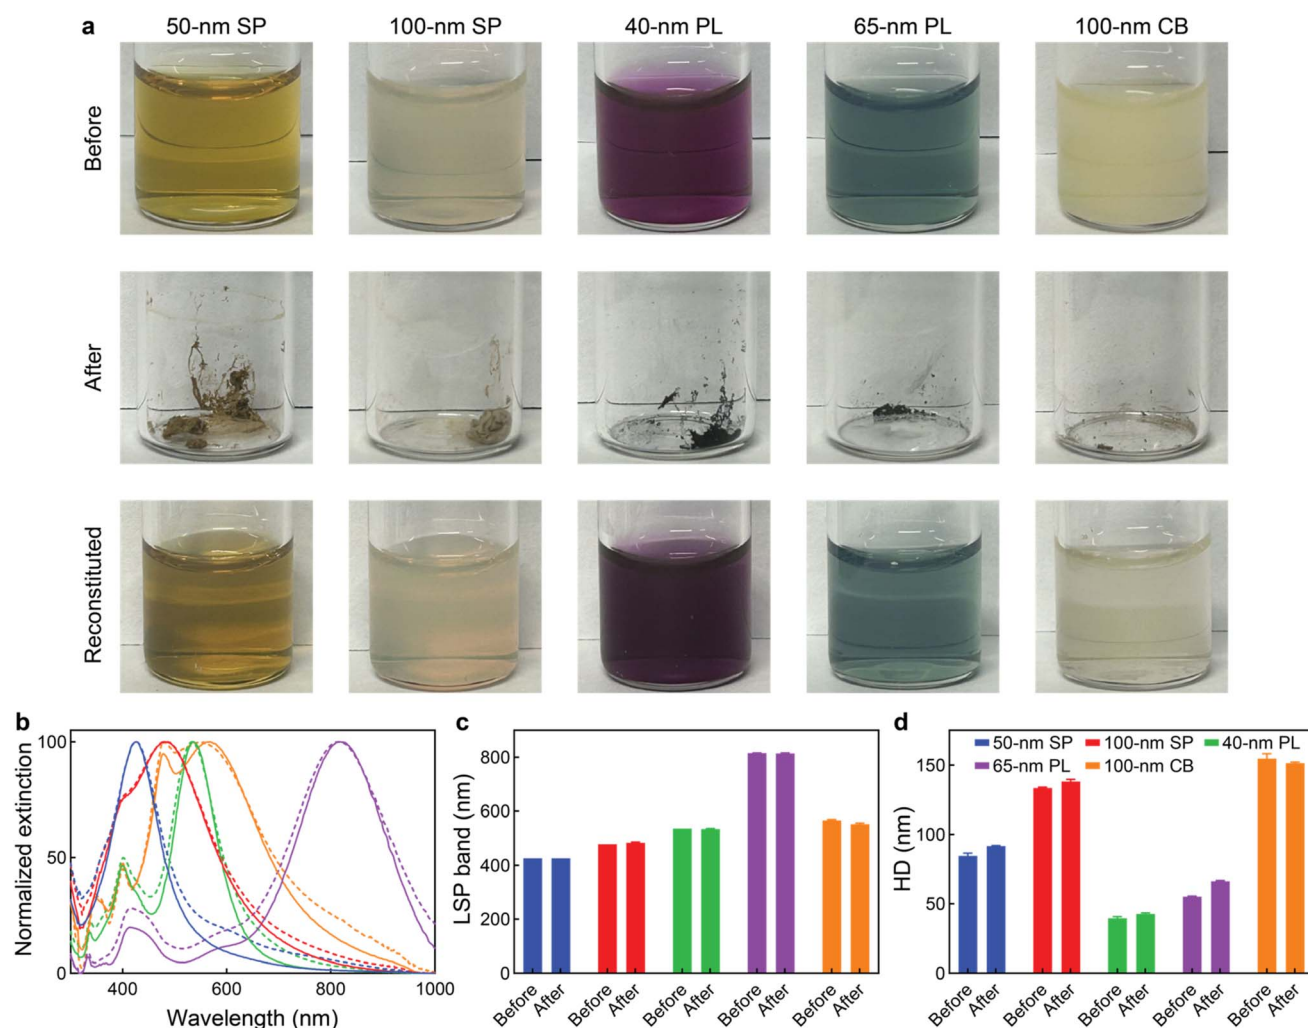 a
50-nm SP 100-nm SP 40-nm PL 65-nm PL 100-nm CB
Before
After
Reconstituted
b
Normalized extinction
100
50
0
400 600 800 1000
Wavelength (nm)
c
LSP band (nm)
800
600
400
200
0
Before After Before After Before After Before After Before After
d
HD (nm)
50-nm SP 100-nm SP 40-nm PL
65-nm PL 100-nm CB
150
100
50
0
Before After Before After Before After Before After Before After